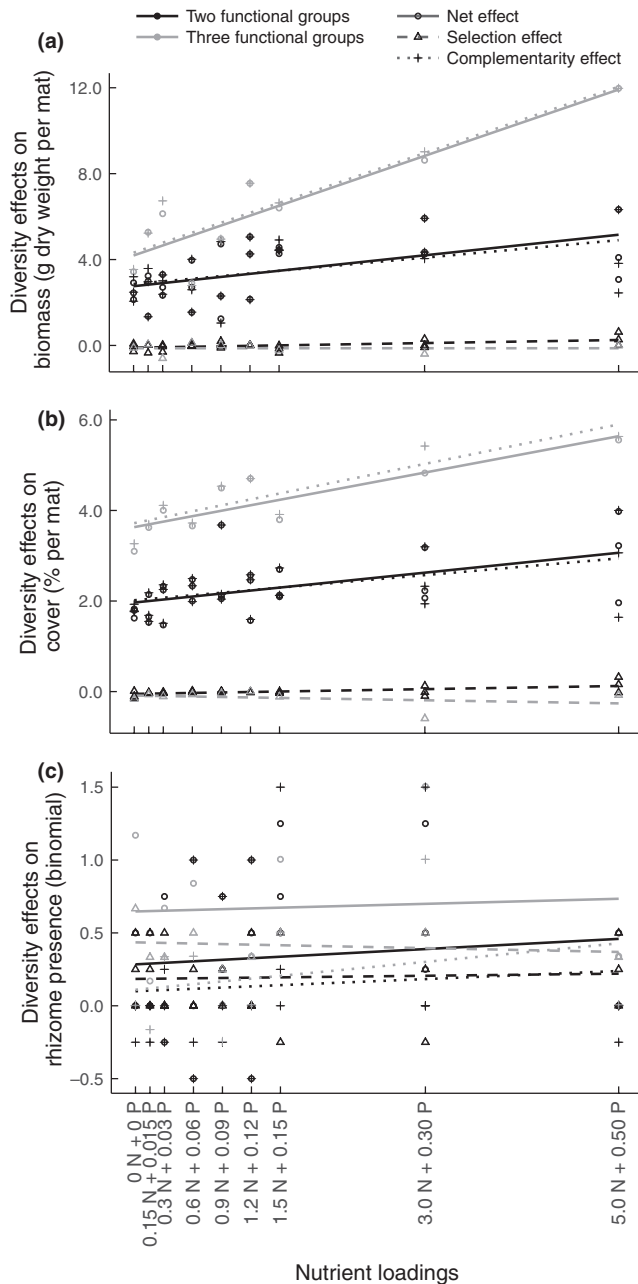 Two functional groups
Three functional groups
Net effect
Selection effect
Complementarity effect
(a)
12.0
8.0
4.0
0.0
Diversity effects on
biomass (g dry weight per mat)
(b)
6.0
4.0
2.0
0.0
Diversity effects on
cover (% per mat)
(c)
1.5
1.0
0.5
0.0
−0.5
Diversity effects on
rhizome presence (binomial)
0 N + 0 P
0.15 N + 0.015 P
0.3 N + 0.03 P
0.6 N + 0.06 P
0.9 N + 0.09 P
1.2 N + 0.12 P
1.5 N + 0.15 P
3.0 N + 0.30 P
5.0 N + 0.50 P
Nutrient loadings